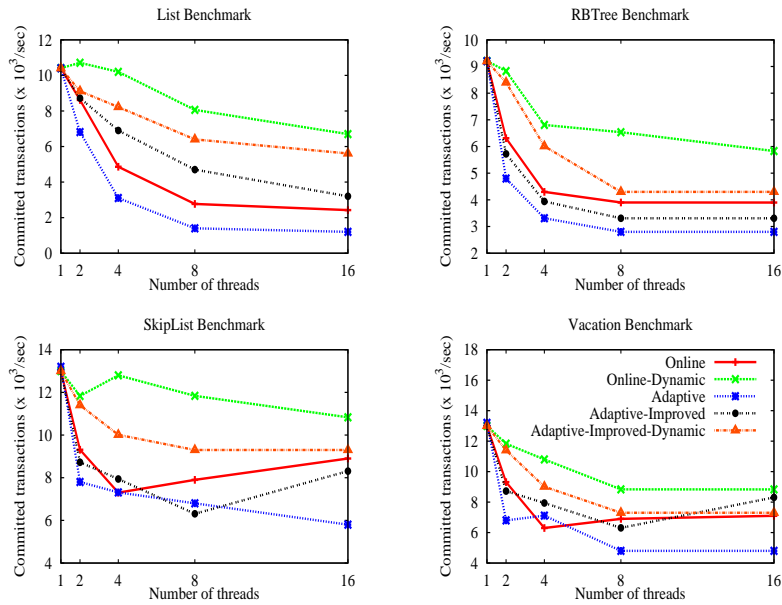 List Benchmark
Committed transactions (x 10^3/sec)
12
10
8
6
4
2
0
1 2 4 8 16
Number of threads
RBTree Benchmark
Committed transactions (x 10^3/sec)
10
9
8
7
6
5
4
3
2
1 2 4 8 16
Number of threads
SkipList Benchmark
Committed transactions (x 10^3/sec)
14
12
10
8
6
4
1 2 4 8 16
Number of threads
Vacation Benchmark
Committed transactions (x 10^3/sec)
18
16
14
12
10
8
6
4
1 2 4 8 16
Number of threads
Online
Online-Dynamic
Adaptive
Adaptive-Improved
Adaptive-Improved-Dynamic